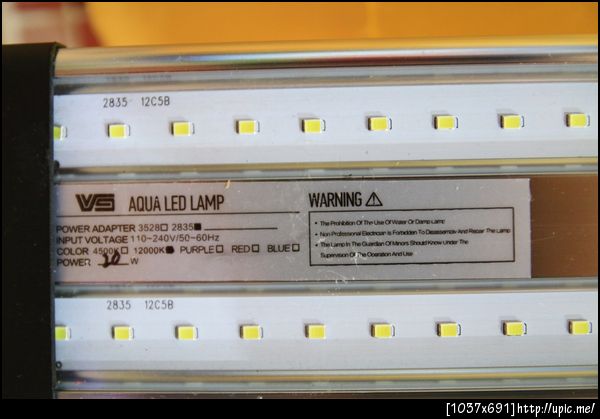 2835 12C5B
VS AQUA LED LAMP
POWER ADAPTER 3528□ 2835■
INPUT VOLTAGE 110~240V/50~60Hz
COLOR 4500K□ 12000K■ PURPLE□ RED□ BLUE□
POWER 20 W
WARNING ⚠
• The Prohibition Of The Use Of Water Or Damp Lamp
• Non Professional Electrician Is Forbidden To Disassembly And Repair The Lamp
• The Lamp In The Guardian Of Minors Should Know Under The
Supervision Of The Operation And Use
2835 12C5B
[1037x691]http://upic.me/